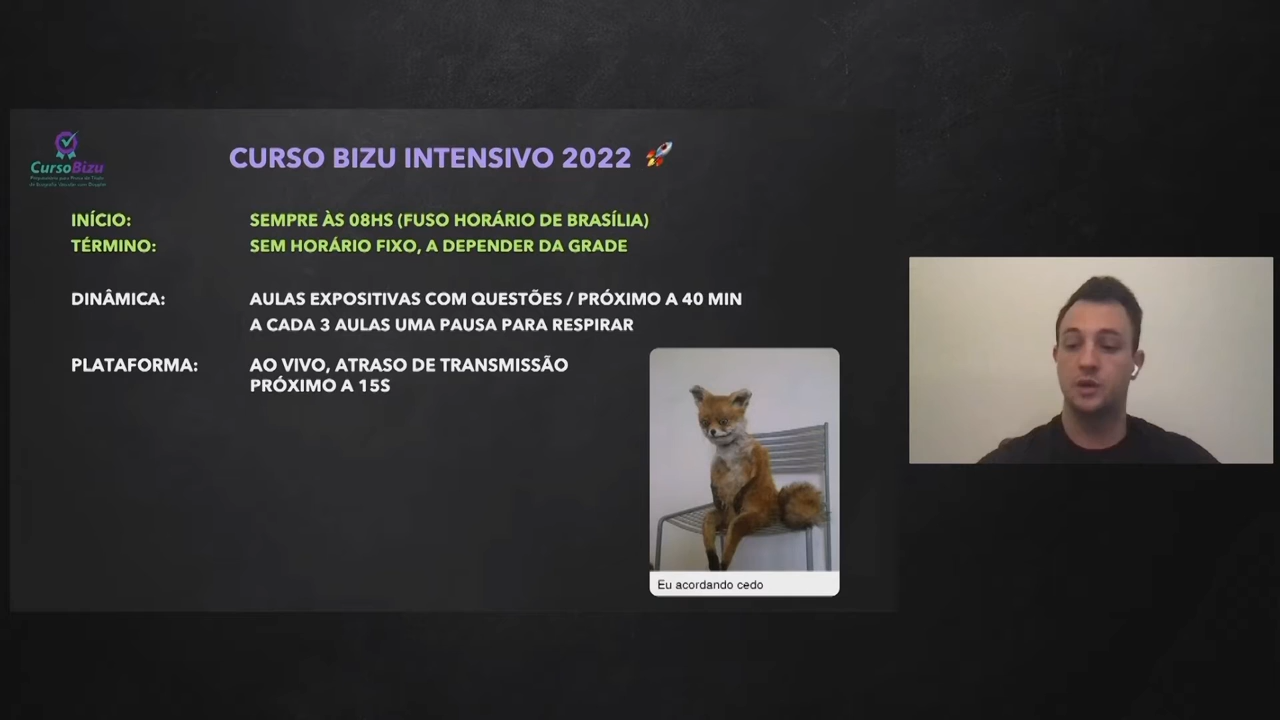 CursoBizu
CURSO BIZU INTENSIVO 2022 🚀
INÍCIO: SEMPRE ÀS 08HS (FUSO HORÁRIO DE BRASÍLIA)
TÉRMINO: SEM HORÁRIO FIXO, A DEPENDER DA GRADE
DINÂMICA: AULAS EXPOSITIVAS COM QUESTÕES / PRÓXIMO A 40 MIN
A CADA 3 AULAS UMA PAUSA PARA RESPIRAR
PLATAFORMA: AO VIVO, ATRASO DE TRANSMISSÃO
PRÓXIMO A 15S
Eu acordando cedo